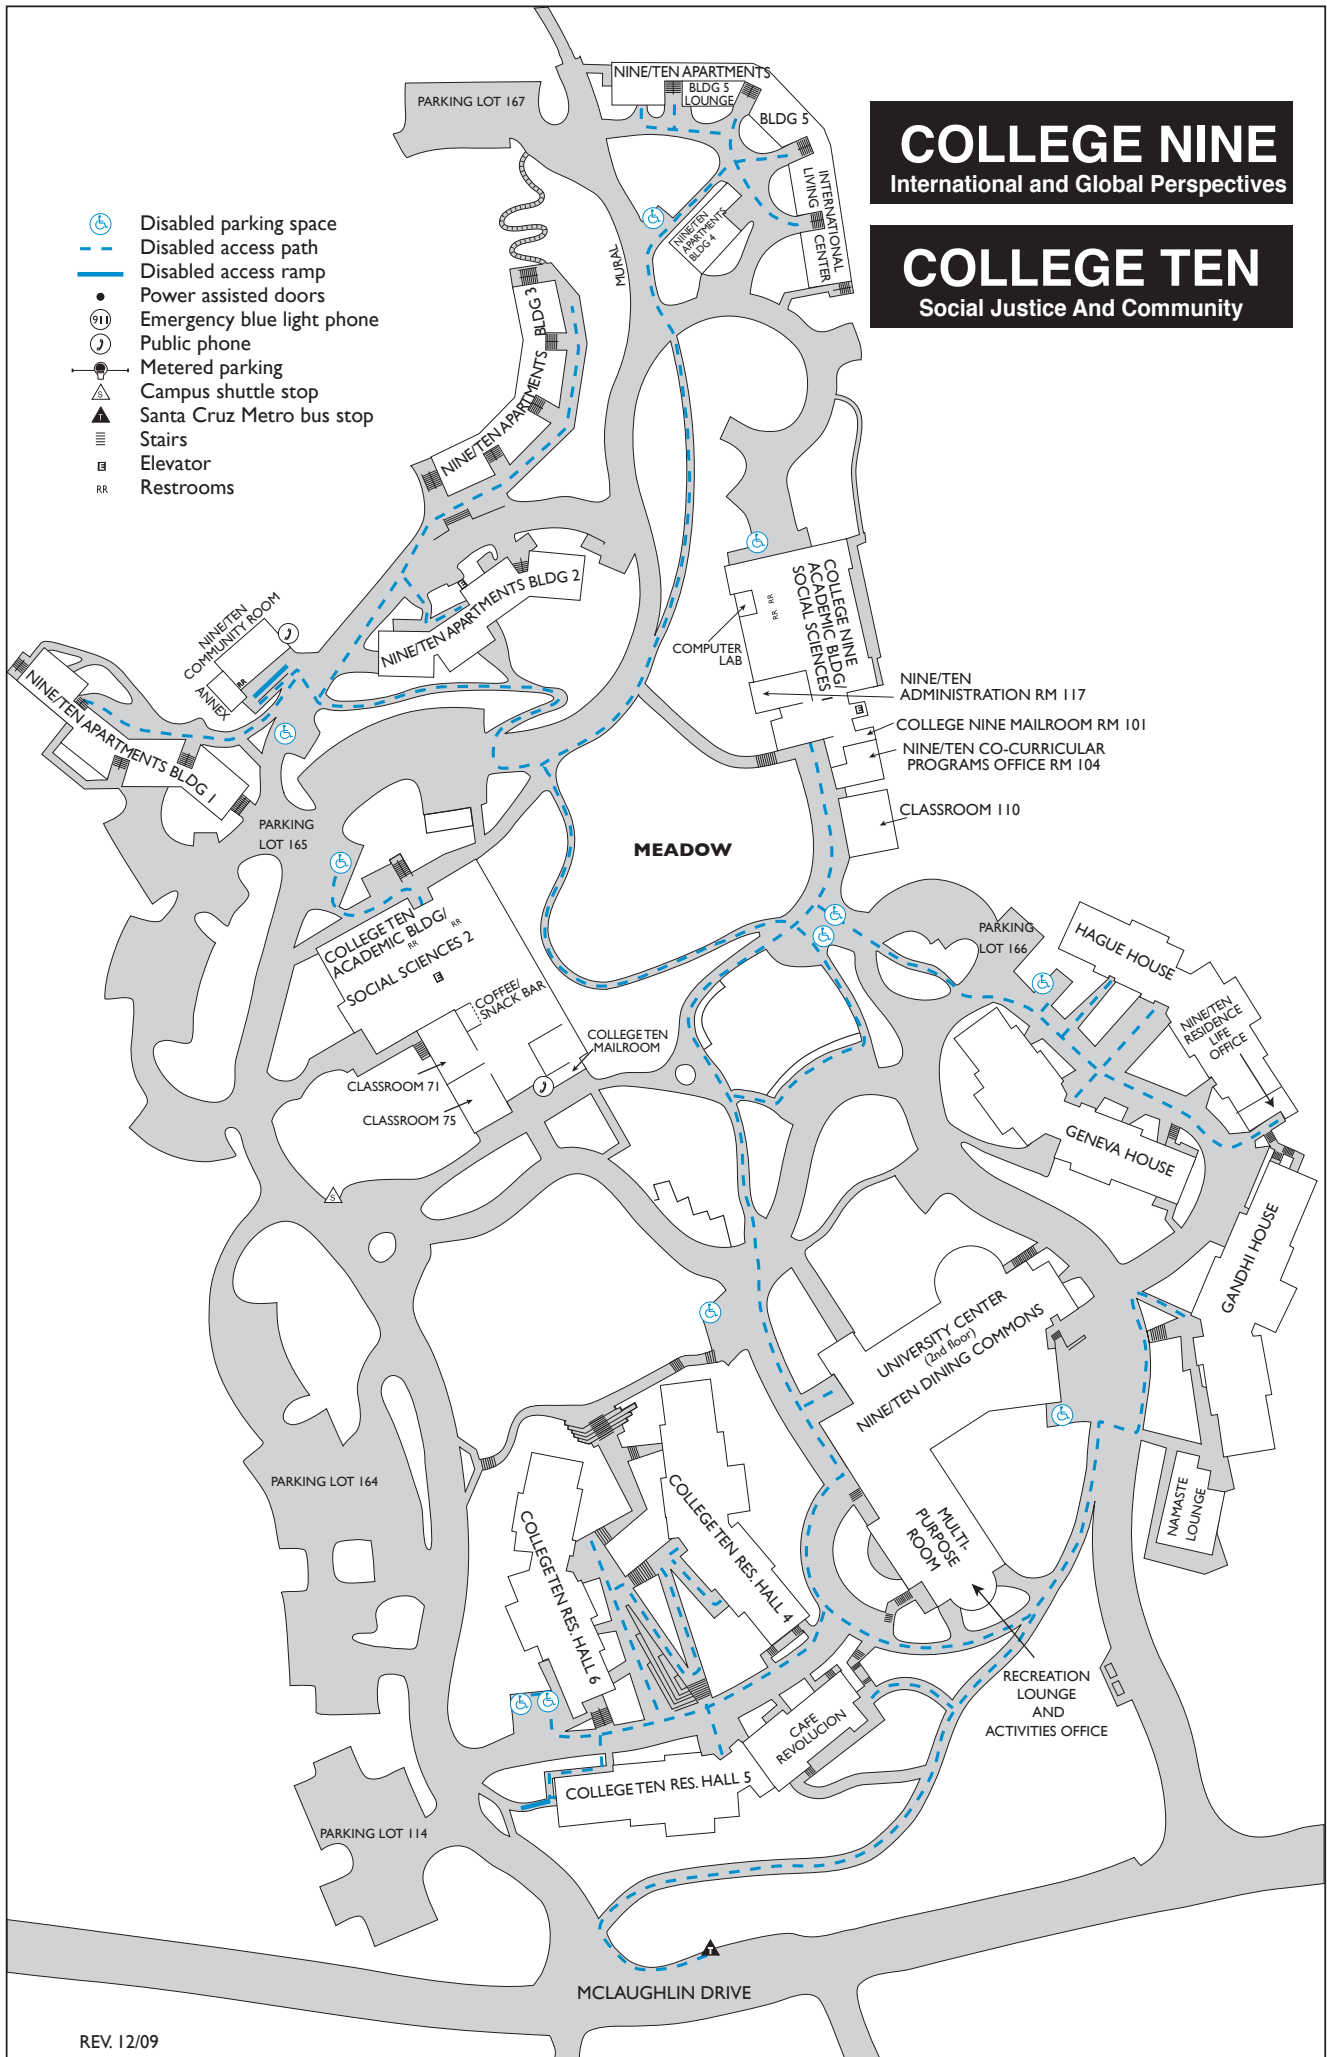 COLLEGE NINE
International and Global Perspectives
COLLEGE TEN
Social Justice And Community
Disabled parking space
Disabled access path
Disabled access ramp
Power assisted doors
911
Emergency blue light phone
Public phone
Metered parking
S
Campus shuttle stop
T
Santa Cruz Metro bus stop
Stairs
E
Elevator
RR
Restrooms
PARKING LOT 167
NINE/TEN APARTMENTS
BLDG 5
LOUNGE
BLDG 5
INTERNATIONAL
LIVING
CENTER
NINE/TEN
APARTMENTS
BLDG 4
MURAL
NINE/TEN APARTMENTS BLDG 3
E
NINE/TEN APARTMENTS BLDG 2
NINE/TEN
COMMUNITY ROOM
RR
ANNEX
NINE/TEN APARTMENTS BLDG 1
COLLEGE NINE
ACADEMIC BLDG/
SOCIAL SCIENCES 1
RR RR
COMPUTER
LAB
E
NINE/TEN
ADMINISTRATION RM 117
COLLEGE NINE MAILROOM RM 101
NINE/TEN CO-CURRICULAR
PROGRAMS OFFICE RM 104
CLASSROOM 110
PARKING
LOT 165
MEADOW
COLLEGE TEN
ACADEMIC BLDG/
RR
RR
SOCIAL SCIENCES 2
E
COFFEE/
SNACK BAR
COLLEGE TEN
MAILROOM
CLASSROOM 71
CLASSROOM 75
PARKING
LOT 166
HAGUE HOUSE
NINE/TEN
RESIDENCE
LIFE
OFFICE
GENEVA HOUSE
GANDHI HOUSE
S
UNIVERSITY CENTER
(2nd floor)
NINE/TEN DINING COMMONS
MULTI-
PURPOSE
ROOM
NAMASTE
LOUNGE
PARKING LOT 164
COLLEGE TEN RES. HALL 4
COLLEGE TEN RES. HALL 6
RECREATION
LOUNGE
AND
ACTIVITIES OFFICE
CAFE
REVOLUCION
COLLEGE TEN RES. HALL 5
PARKING LOT 114
T
MCLAUGHLIN DRIVE
REV. 12/09